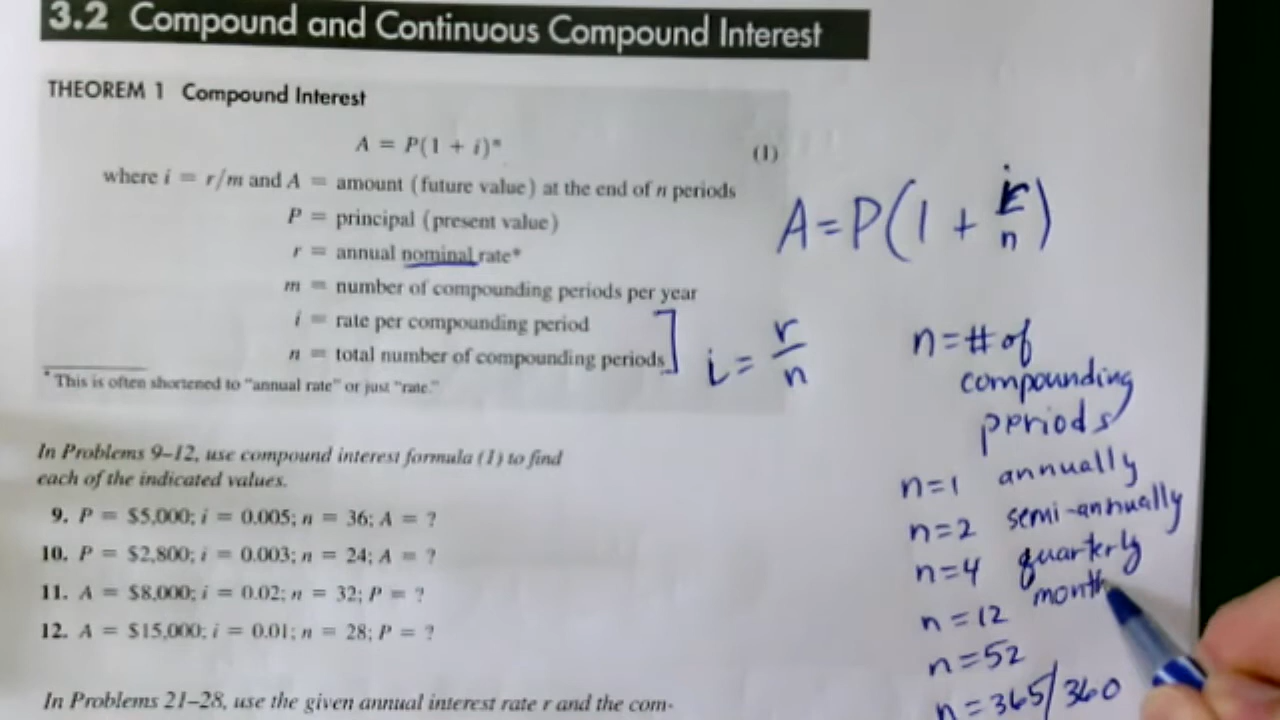 3.2 Compound and Continuous Compound Interest
THEOREM 1 Compound Interest
A = P(1 + i)ⁿ (1)
where i = r/m and A = amount (future value) at the end of n periods
P = principal (present value)
r = annual nominal rate*
m = number of compounding periods per year
i = rate per compounding period
n = total number of compounding periods
* This is often shortened to "annual rate" or just "rate."
In Problems 9–12, use compound interest formula (1) to find
each of the indicated values.
9. P = $5,000; i = 0.005; n = 36; A = ?
10. P = $2,800; i = 0.003; n = 24; A = ?
11. A = $8,000; i = 0.02; n = 32; P = ?
12. A = $15,000; i = 0.01; n = 28; P = ?
In Problems 21–28, use the given annual interest rate r and the com-
A = P(1 + r/n)
i = r/n
n = # of
compounding
periods
n=1 annually
n=2 semi-annually
n=4 quarterly
n=12 month
n=52
n=365/360